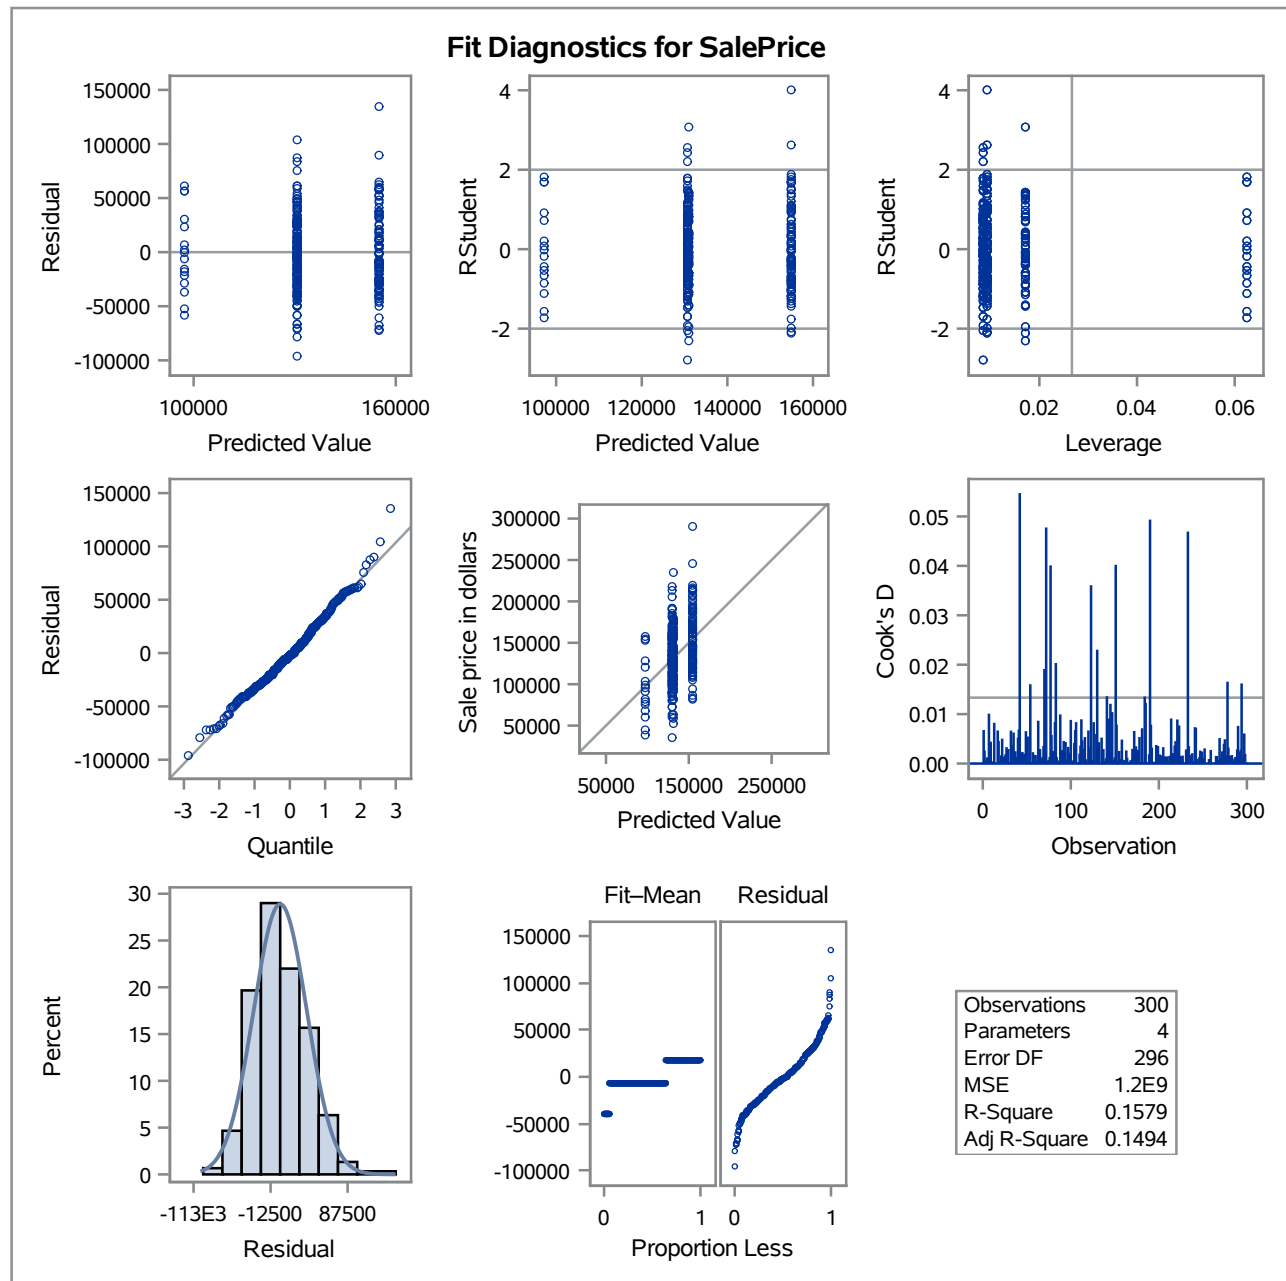 Fit Diagnostics for SalePrice
150000
100000
50000
0
-50000
-100000
Residual
100000 160000
Predicted Value
4
2
0
-2
RStudent
100000 120000 140000 160000
Predicted Value
4
2
0
-2
RStudent
0.02 0.04 0.06
Leverage
150000
100000
50000
0
-50000
-100000
Residual
-3 -2 -1 0 1 2 3
Quantile
300000
250000
200000
150000
100000
50000
Sale price in dollars
50000 150000 250000
Predicted Value
0.05
0.04
0.03
0.02
0.01
0.00
Cook's D
0 100 200 300
Observation
30
25
20
15
10
5
0
Percent
-113E3 -12500 87500
Residual
Fit–Mean Residual
150000
100000
50000
0
-50000
-100000
0 1 0 1
Proportion Less
Observations 300
Parameters 4
Error DF 296
MSE 1.2E9
R-Square 0.1579
Adj R-Square 0.1494